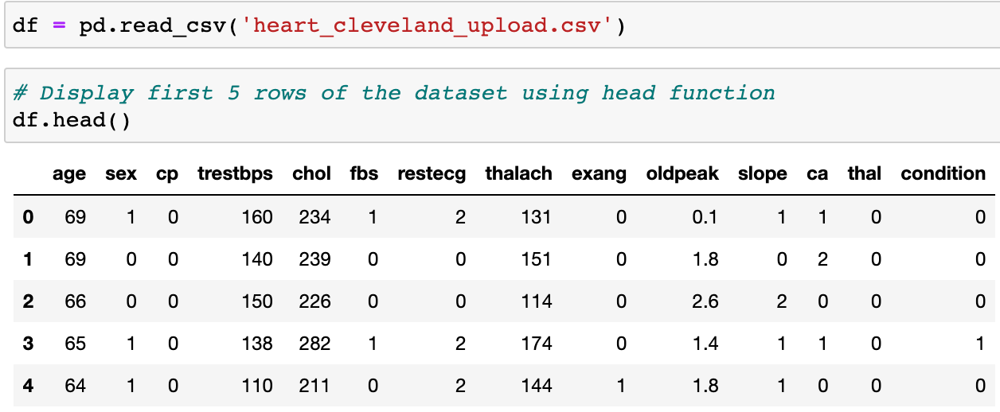 df = pd.read_csv('heart_cleveland_upload.csv')
# Display first 5 rows of the dataset using head function
df.head()
age sex cp trestbps chol fbs restecg thalach exang oldpeak slope ca thal condition
0 69 1 0 160 234 1 2 131 0 0.1 1 1 0 0
1 69 0 0 140 239 0 0 151 0 1.8 0 2 0 0
2 66 0 0 150 226 0 0 114 0 2.6 2 0 0 0
3 65 1 0 138 282 1 2 174 0 1.4 1 1 0 1
4 64 1 0 110 211 0 2 144 1 1.8 1 0 0 0